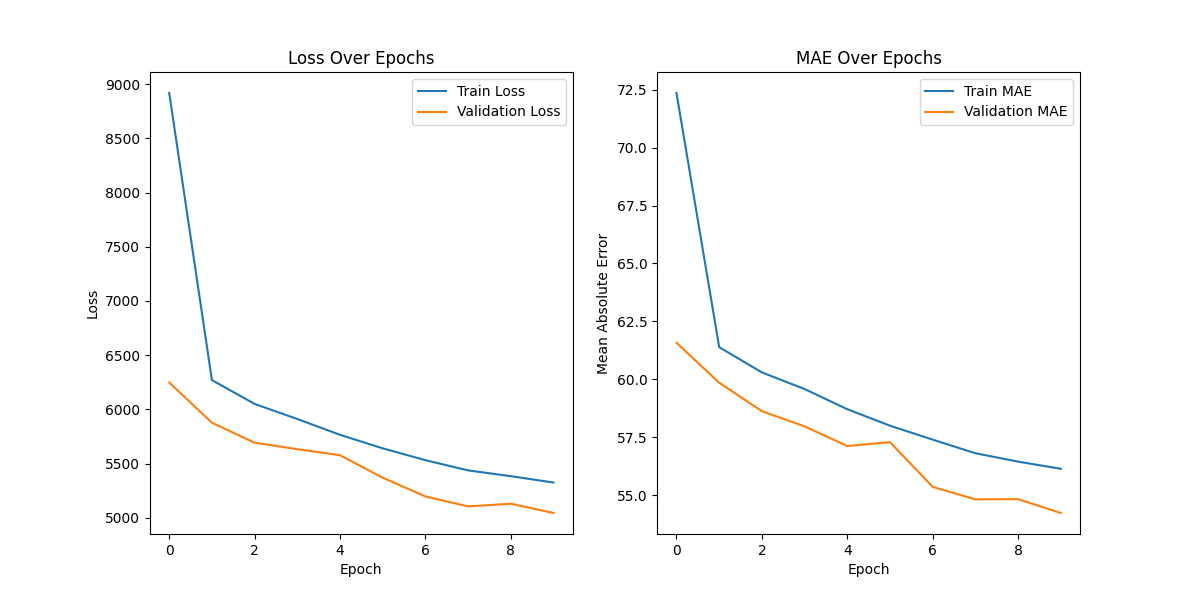 Loss Over Epochs
9000
8500
8000
7500
7000
6500
6000
5500
5000
Loss
0 2 4 6 8
Epoch
Train Loss
Validation Loss
MAE Over Epochs
72.5
70.0
67.5
65.0
62.5
60.0
57.5
55.0
Mean Absolute Error
0 2 4 6 8
Epoch
Train MAE
Validation MAE